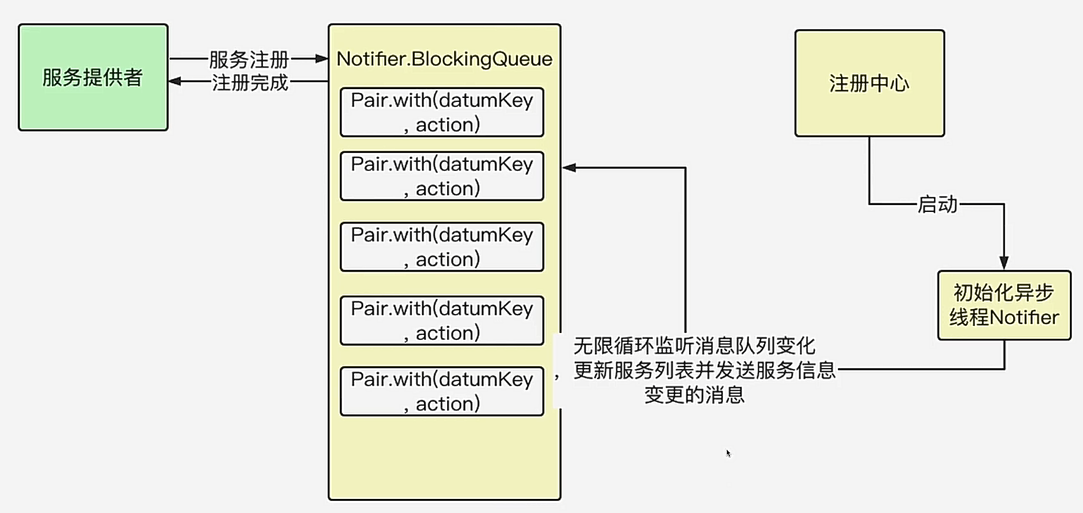 服务提供者
服务注册
注册完成
Notifier.BlockingQueue
Pair.with(datumKey
, action)
Pair.with(datumKey
, action)
Pair.with(datumKey
, action)
Pair.with(datumKey
, action)
Pair.with(datumKey
, action)
注册中心
启动
初始化异步
线程Notifier
无限循环监听消息队列变化
，更新服务列表并发送服务信息
变更的消息